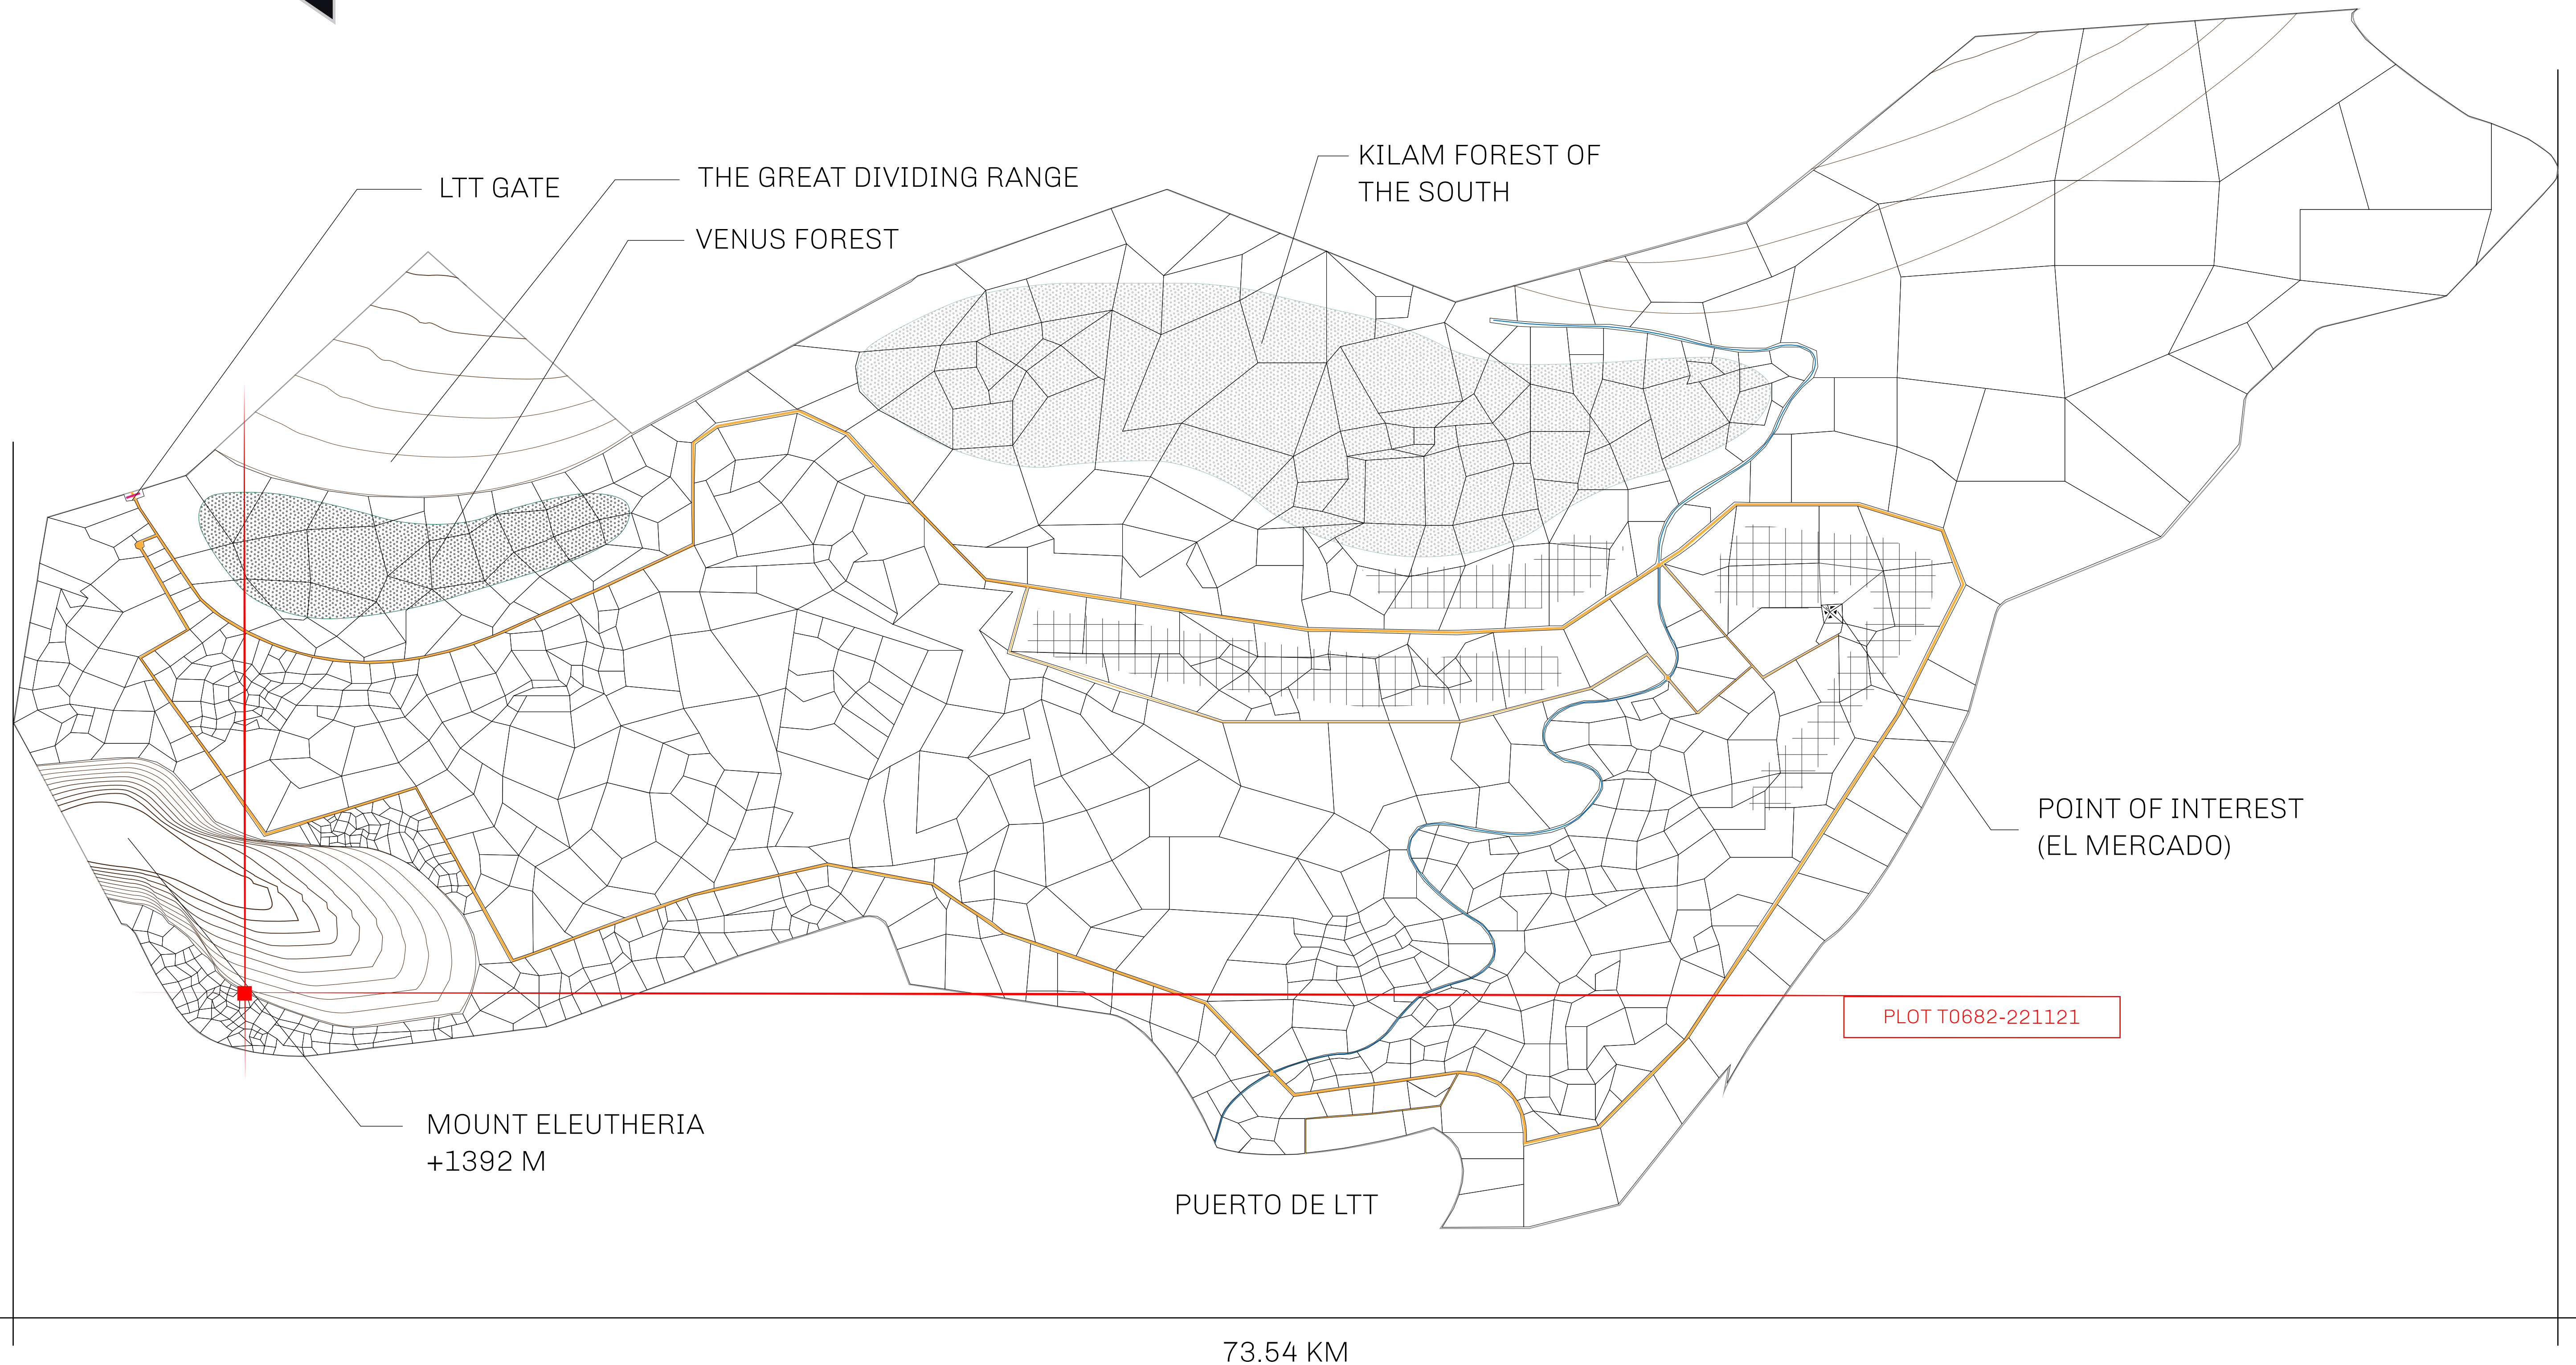 KILAM FOREST OF
THE SOUTH
LTT GATE
THE GREAT DIVIDING RANGE
VENUS FOREST
POINT OF INTEREST
(EL MERCADO)
PLOT T0682-221121
MOUNT ELEUTHERIA
+1392 M
PUERTO DE LTT
73.54 KM